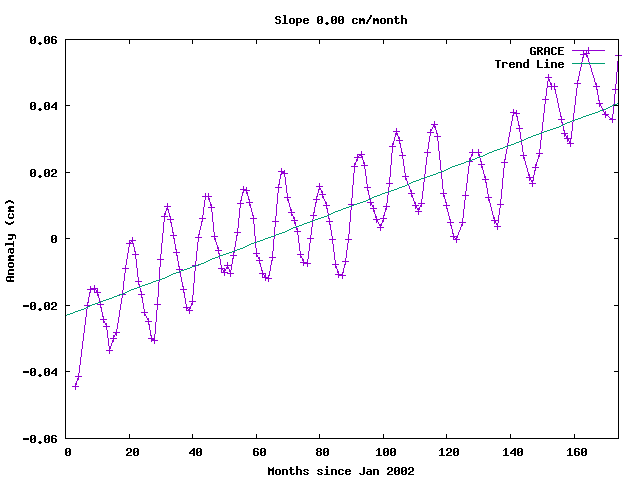 Slope 0.00 cm/month
0.06
GRACE
Trend Line
0.04
0.02
0
-0.02
-0.04
-0.06
Anomaly (cm)
0 20 40 60 80 100 120 140 160
Months since Jan 2002